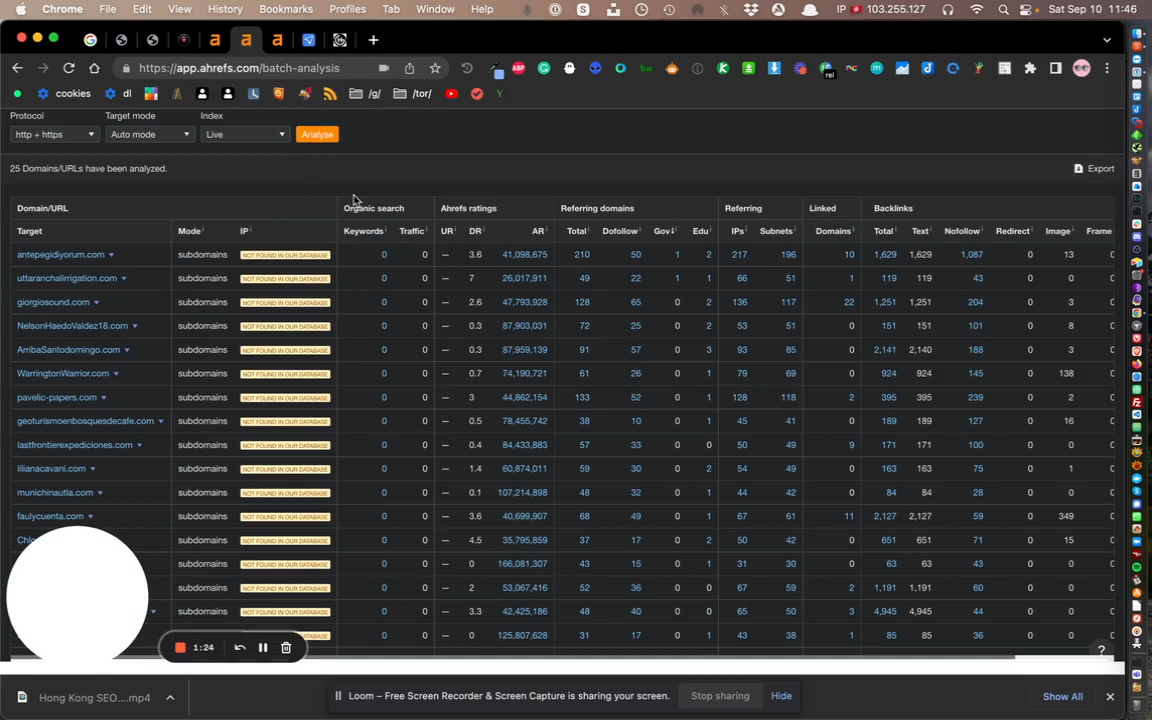 Chrome File Edit View History Bookmarks Profiles Tab Window Help IP 103.255.127 Sat Sep 10 11:46
https://app.ahrefs.com/batch-analysis
cookies dl /g/ /tor/
Protocol Target mode Index
http + https Auto mode Live Analyse
25 Domains/URLs have been analyzed. Export
Domain/URL Organic search Ahrefs ratings Referring domains Referring Linked Backlinks
Target Mode IP Keywords Traffic UR DR AR Total Dofollow Gov Edu IPs Subnets Domains Total Text Nofollow Redirect Image Frame
antepegidiyorum.com subdomains NOT FOUND IN OUR DATABASE 0 0 — 3.6 41,098,675 210 50 1 2 217 196 10 1,629 1,629 1,087 0 13 0
uttaranchalirrigation.com subdomains NOT FOUND IN OUR DATABASE 0 0 — 7 26,017,911 49 22 1 1 66 51 1 119 119 43 0 0 0
giorgiosound.com subdomains NOT FOUND IN OUR DATABASE 0 0 — 2.6 47,793,928 128 65 0 2 136 117 22 1,251 1,251 204 0 3 0
NelsonHaedoValdez18.com subdomains NOT FOUND IN OUR DATABASE 0 0 — 0.3 87,903,031 72 25 0 2 53 51 0 151 151 101 0 8 0
ArribaSantodomingo.com subdomains NOT FOUND IN OUR DATABASE 0 0 — 0.3 87,959,139 91 57 0 3 93 85 0 2,141 2,140 188 0 3 0
WarringtonWarrior.com subdomains NOT FOUND IN OUR DATABASE 0 0 — 0.7 74,190,721 61 26 0 1 79 69 0 924 924 145 0 138 0
pavelic-papers.com subdomains NOT FOUND IN OUR DATABASE 0 0 — 3 44,862,154 133 52 0 1 128 118 2 395 395 239 0 2 0
geoturismoenbosquesdecafe.com subdomains NOT FOUND IN OUR DATABASE 0 0 — 0.5 78,455,742 38 10 0 1 45 41 0 189 189 127 0 16 0
lastfrontierexpediciones.com subdomains NOT FOUND IN OUR DATABASE 0 0 — 0.4 84,433,883 57 33 0 0 50 49 9 171 171 100 0 0 0
lilianacavani.com subdomains NOT FOUND IN OUR DATABASE 0 0 — 1.4 60,874,011 59 30 0 2 54 49 0 163 163 75 0 1 0
munichinautla.com subdomains NOT FOUND IN OUR DATABASE 0 0 — 0.1 107,214,898 48 32 0 1 44 42 0 84 84 28 0 0 0
faulycuenta.com subdomains NOT FOUND IN OUR DATABASE 0 0 — 3.6 40,699,907 68 49 0 1 67 61 11 2,127 2,127 59 0 349 0
subdomains NOT FOUND IN OUR DATABASE 0 0 — 4.5 35,795,859 37 17 0 2 50 42 0 651 651 71 0 15 0
subdomains NOT FOUND IN OUR DATABASE 0 0 — 0 166,081,307 43 15 0 1 31 30 0 63 63 43 0 0 0
subdomains NOT FOUND IN OUR DATABASE 0 0 — 2 53,067,416 52 36 0 1 67 59 2 1,191 1,191 60 0 0 0
subdomains NOT FOUND IN OUR DATABASE 0 0 — 3.3 42,425,186 48 40 0 1 65 50 3 4,945 4,945 44 0 0 0
NOT FOUND IN OUR DATABASE 0 0 — 0 125,807,628 31 17 0 1 43 38 1 85 85 36 0 0 0
1:24
?
Hong Kong SEO....mp4 Loom – Free Screen Recorder & Screen Capture is sharing your screen. Stop sharing Hide Show All